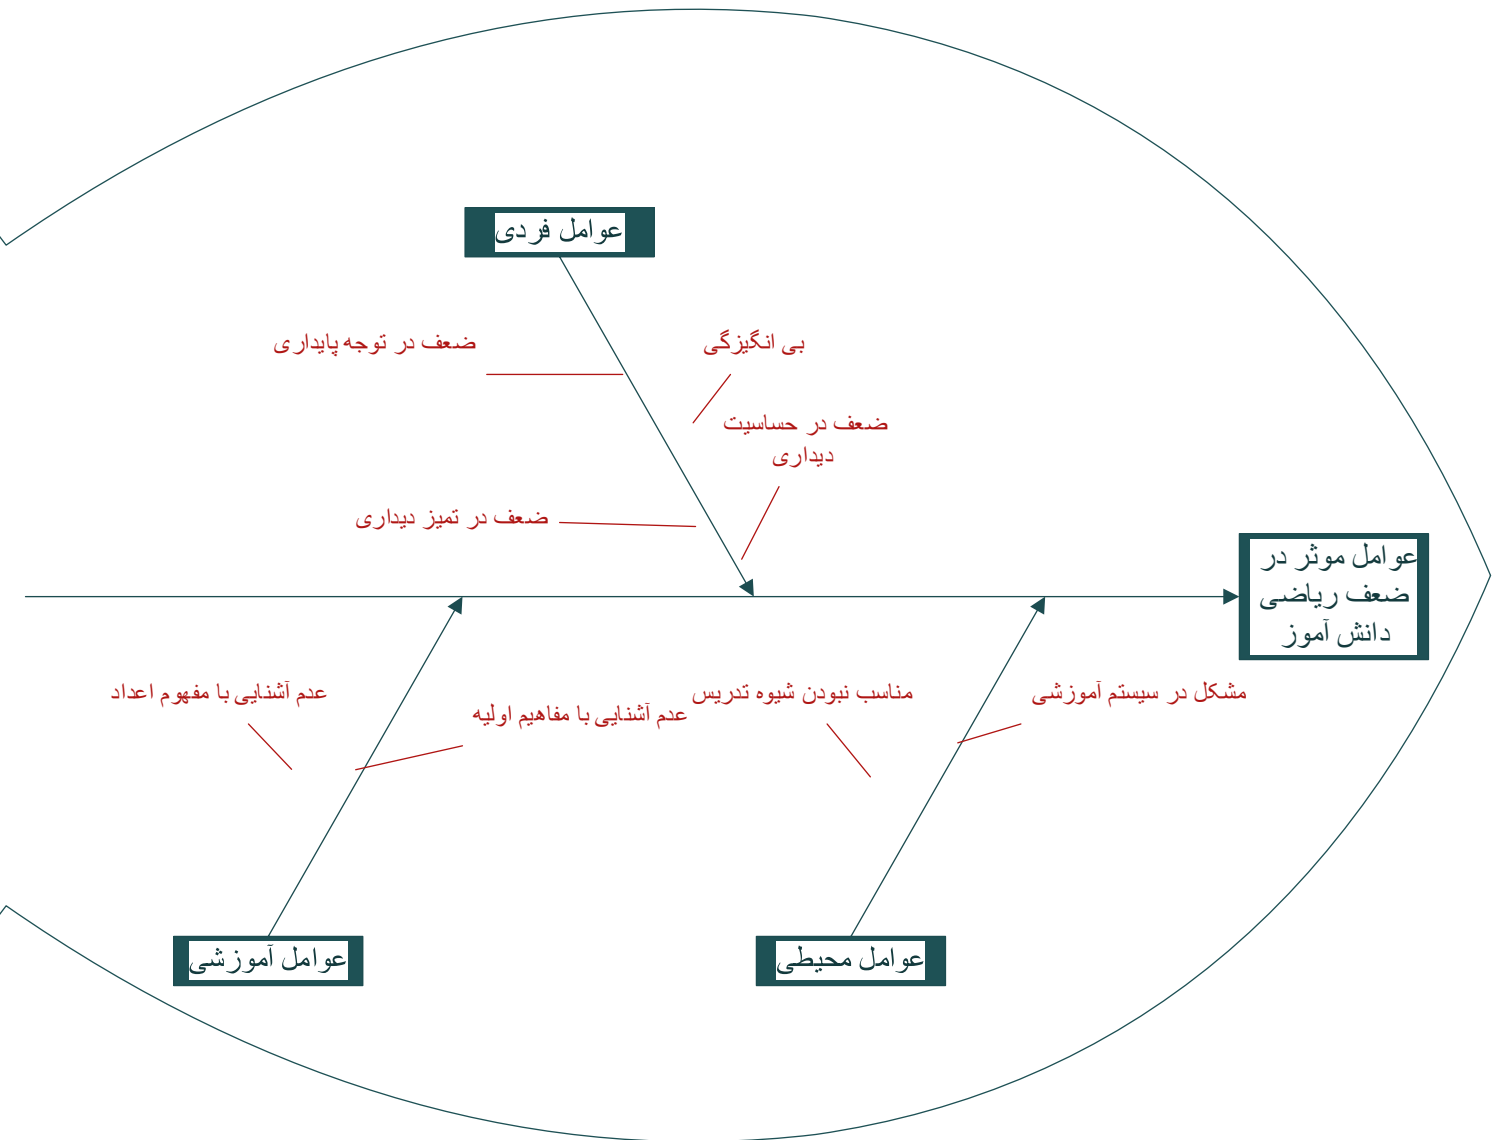 عوامل فردی
ضعف در توجه پایداری
بی انگیزگی
ضعف در حساسیت
دیداری
ضعف در تمیز دیداری
عوامل موثر در
ضعف ریاضی
دانش آموز
عدم آشنایی با مفهوم اعداد
عدم آشنایی با مفاهیم اولیه
مناسب نبودن شیوه تدریس
مشکل در سیستم آموزشی
عوامل آموزشی
عوامل محیطی